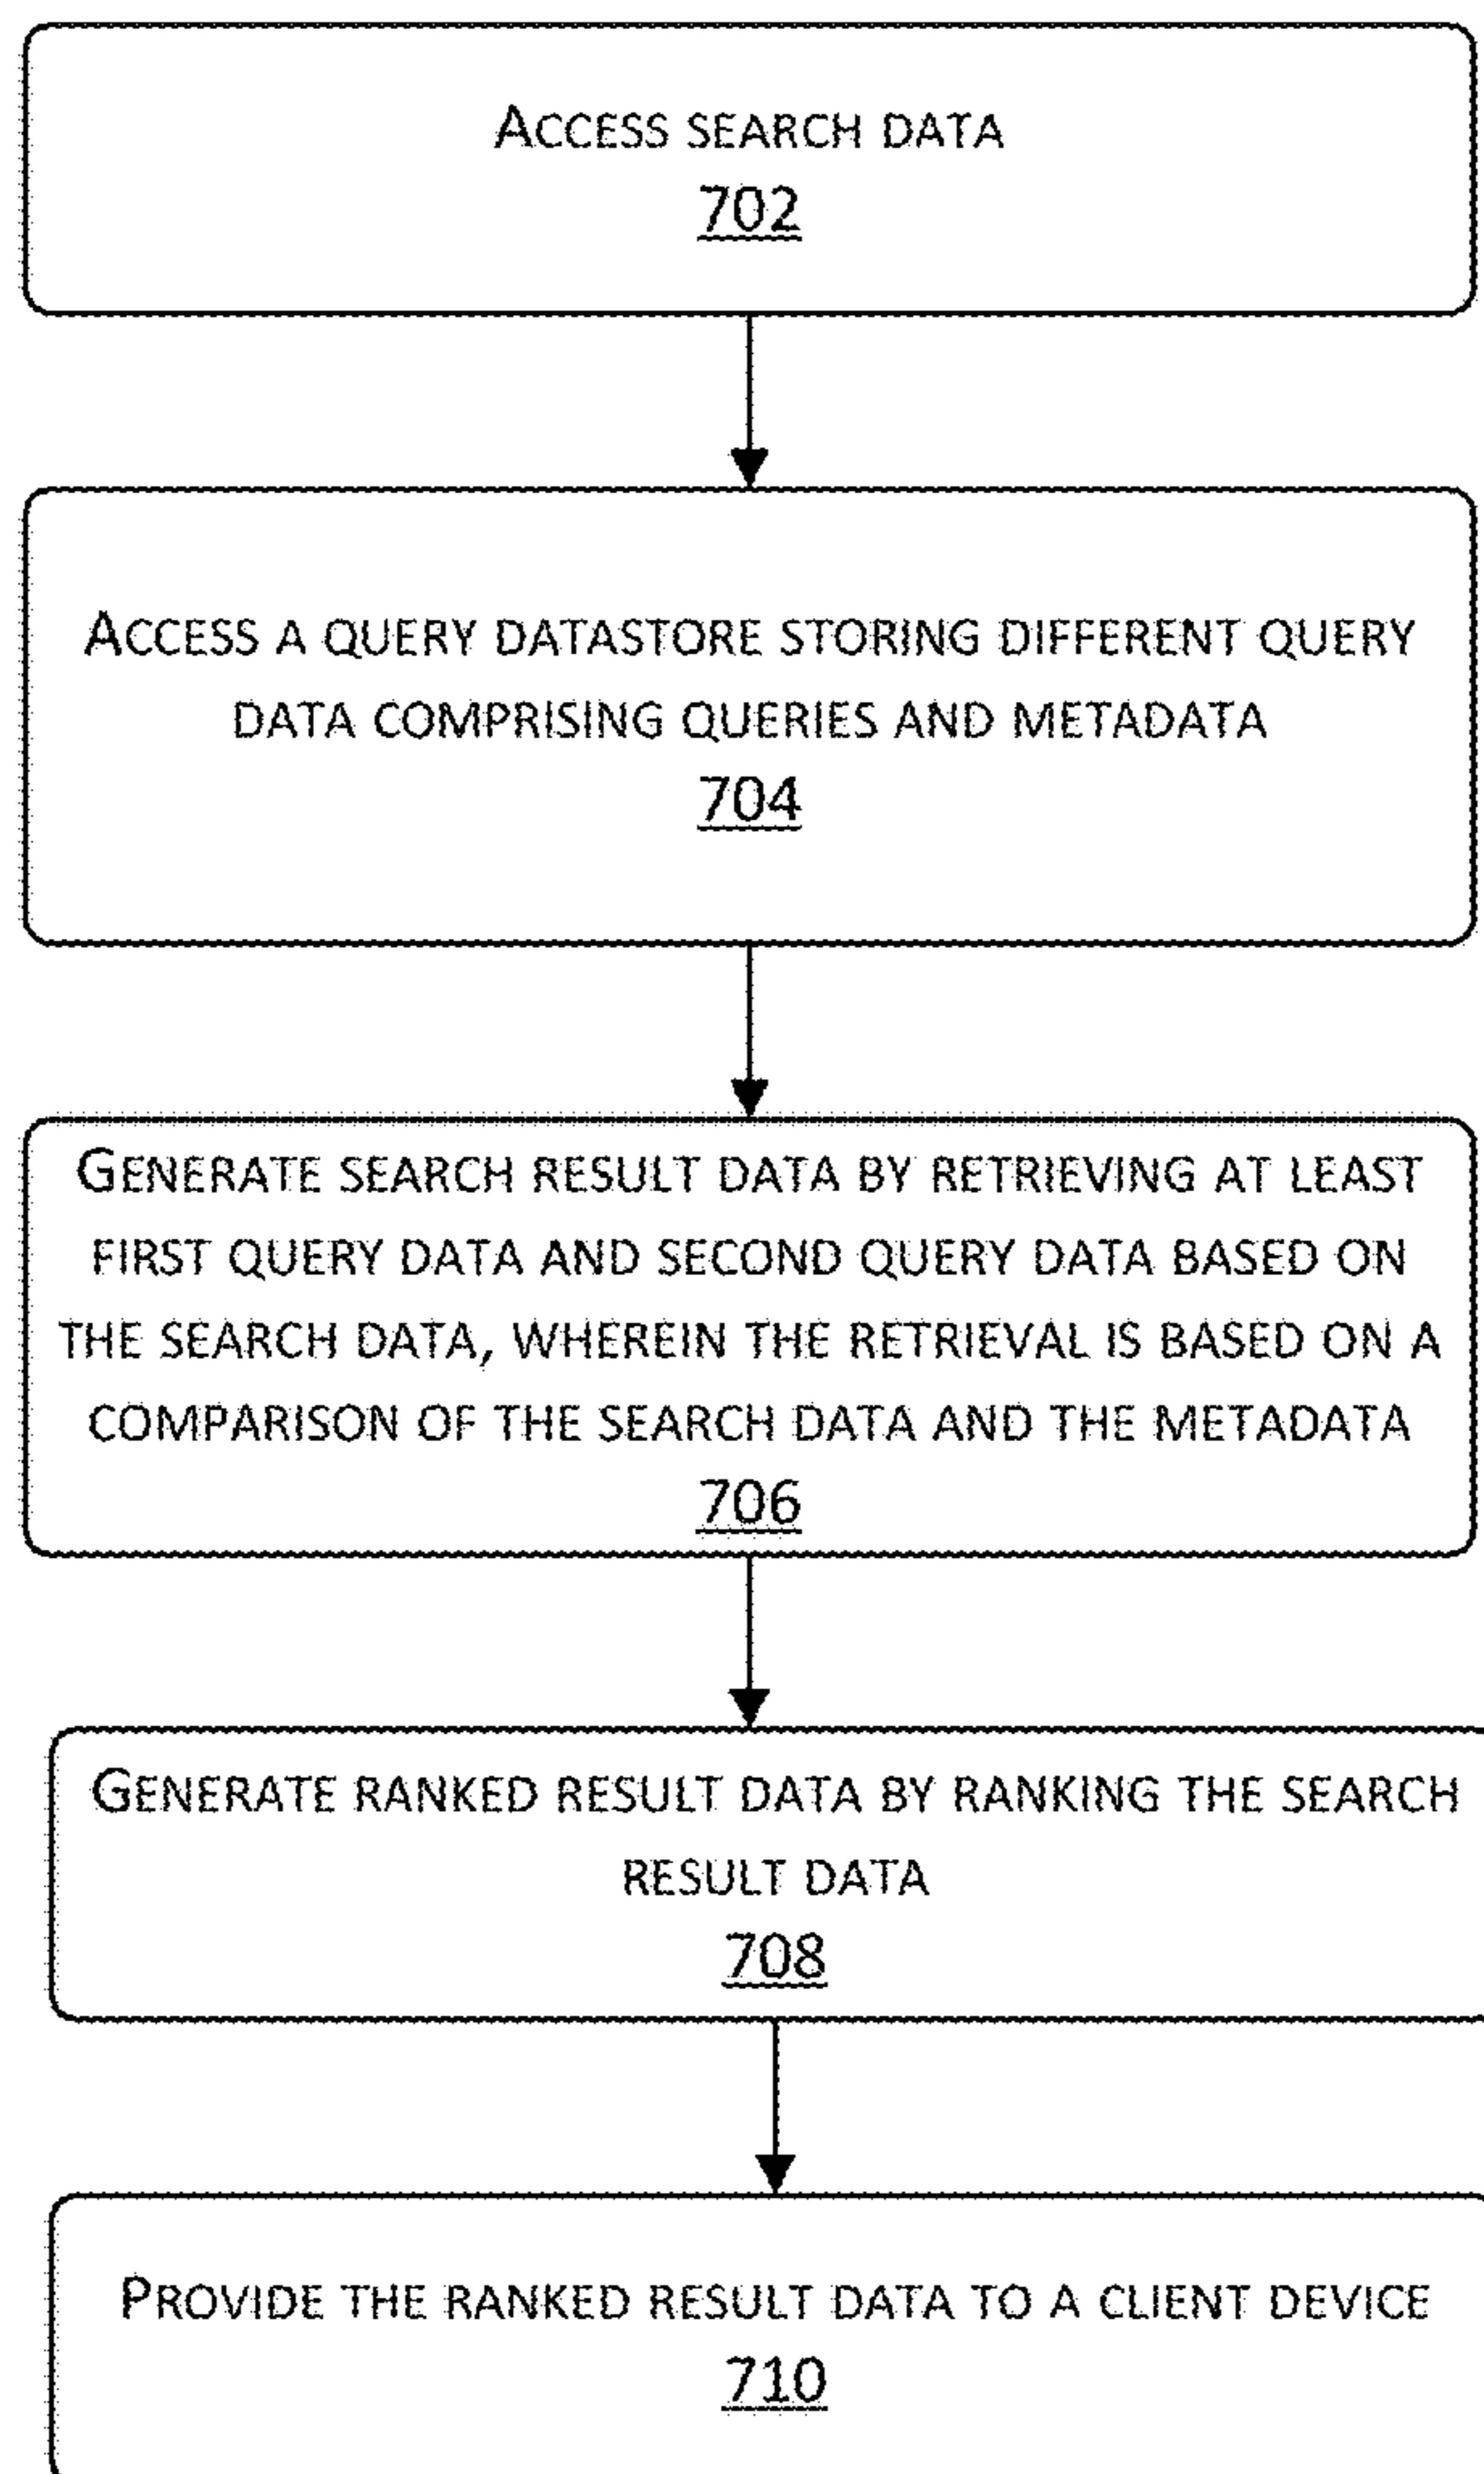 ACCESS SEARCH DATA
702
ACCESS A QUERY DATASTORE STORING DIFFERENT QUERY
DATA COMPRISING QUERIES AND METADATA
704
GENERATE SEARCH RESULT DATA BY RETRIEVING AT LEAST
FIRST QUERY DATA AND SECOND QUERY DATA BASED ON
THE SEARCH DATA, WHEREIN THE RETRIEVAL IS BASED ON A
COMPARISON OF THE SEARCH DATA AND THE METADATA
706
GENERATE RANKED RESULT DATA BY RANKING THE SEARCH
RESULT DATA
708
PROVIDE THE RANKED RESULT DATA TO A CLIENT DEVICE
710